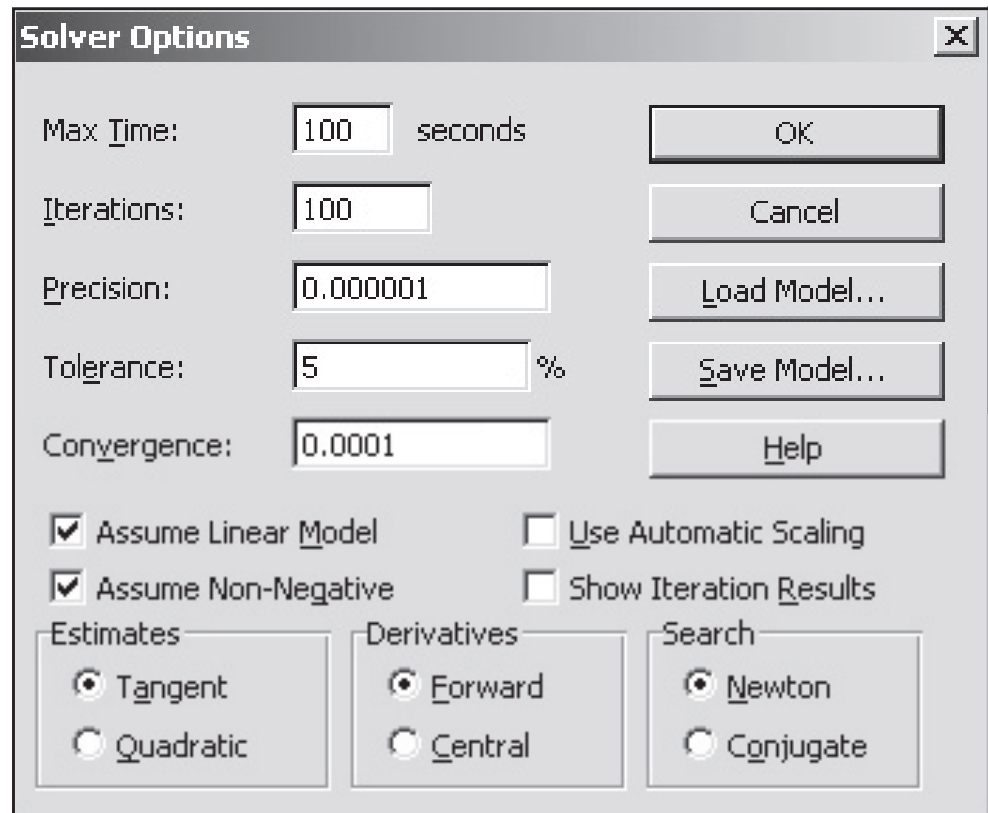 Solver Options
Max Time: 100 seconds
OK
Iterations: 100
Cancel
Precision: 0.000001
Load Model...
Tolerance: 5 %
Save Model...
Convergence: 0.0001
Help
Assume Linear Model
Use Automatic Scaling
Assume Non-Negative
Show Iteration Results
Estimates
Tangent
Quadratic
Derivatives
Forward
Central
Search
Newton
Conjugate